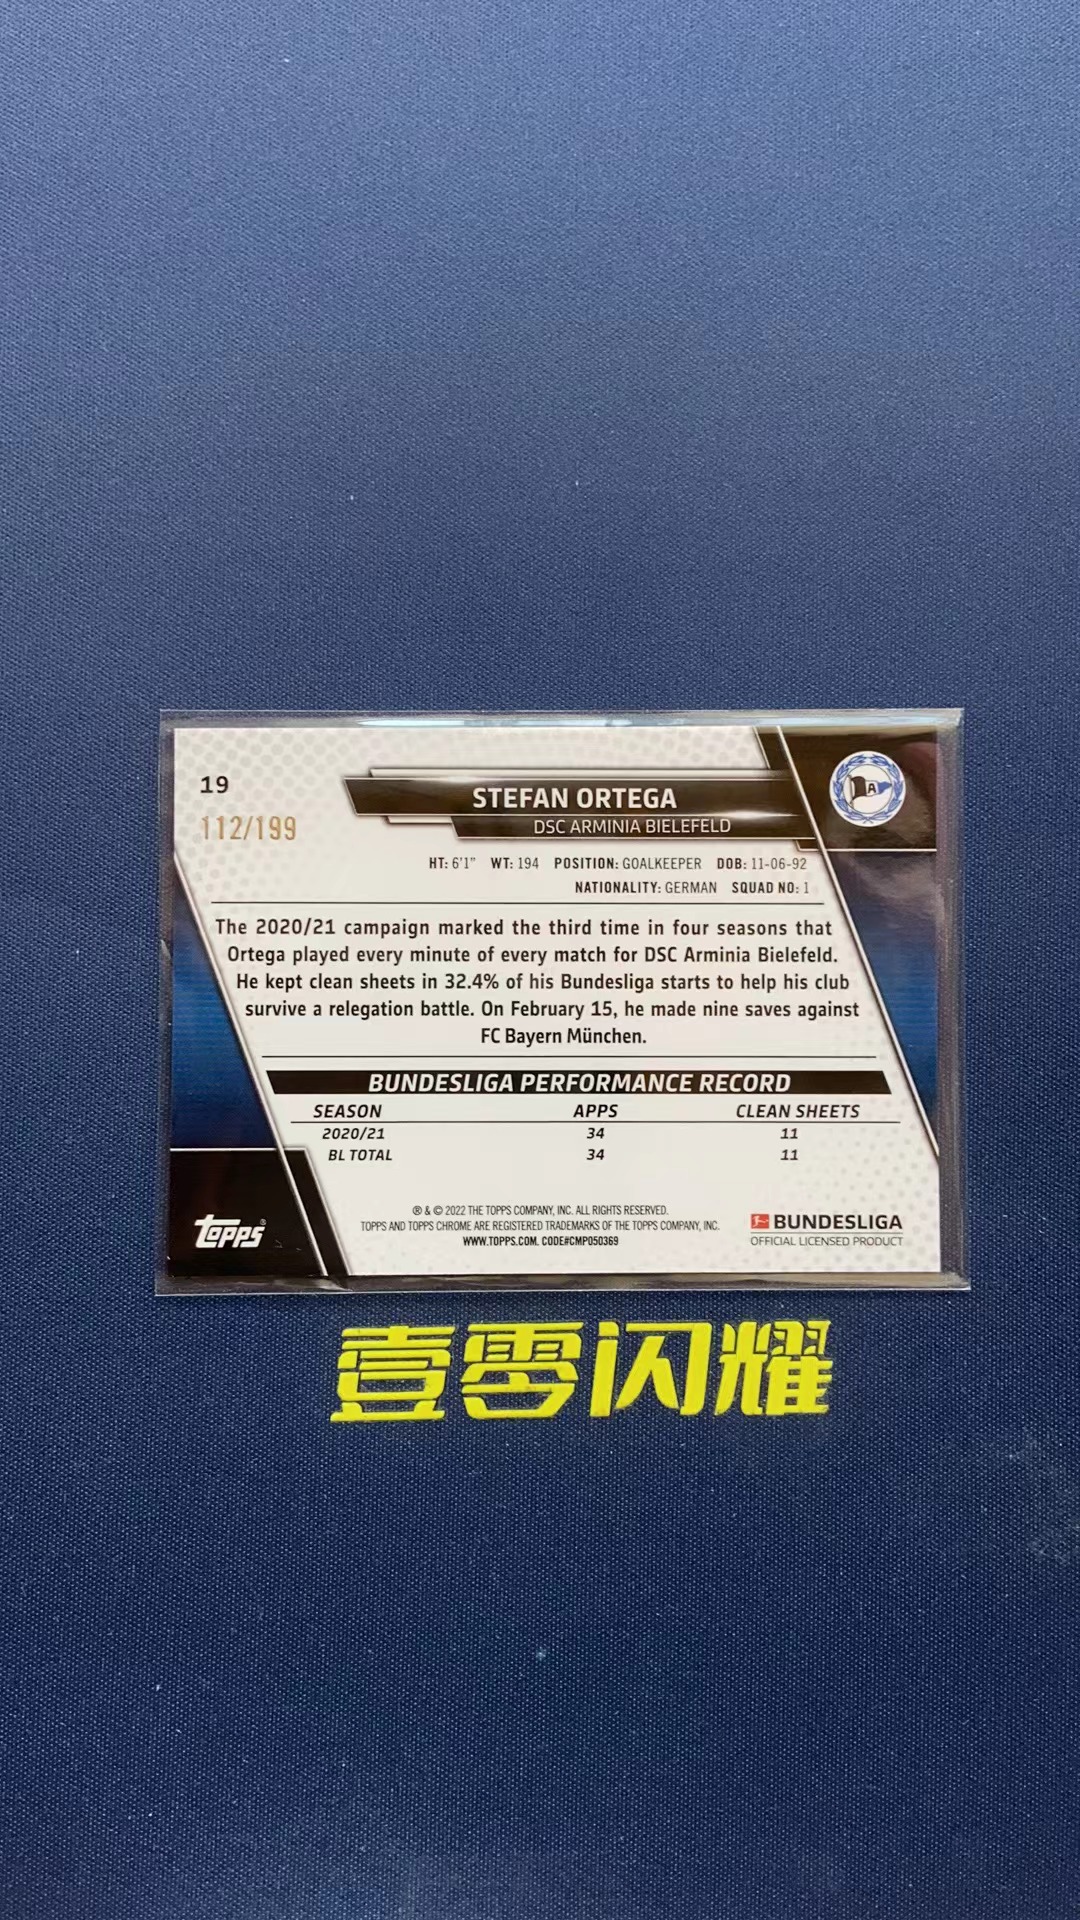 19
112/199
STEFAN ORTEGA
DSC ARMINIA BIELEFELD
A
HT: 6'1" WT: 194 POSITION: GOALKEEPER DOB: 11-06-92
NATIONALITY: GERMAN SQUAD NO: 1
The 2020/21 campaign marked the third time in four seasons that
Ortega played every minute of every match for DSC Arminia Bielefeld.
He kept clean sheets in 32.4% of his Bundesliga starts to help his club
survive a relegation battle. On February 15, he made nine saves against
FC Bayern München.
BUNDESLIGA PERFORMANCE RECORD
SEASON APPS CLEAN SHEETS
2020/21 34 11
BL TOTAL 34 11
® & © 2022 THE TOPPS COMPANY, INC. ALL RIGHTS RESERVED.
TOPPS AND TOPPS CHROME ARE REGISTERED TRADEMARKS OF THE TOPPS COMPANY, INC.
WWW.TOPPS.COM. CODE#CMP050369
TOPPS®
BUNDESLIGA
OFFICIAL LICENSED PRODUCT
壹零闪耀